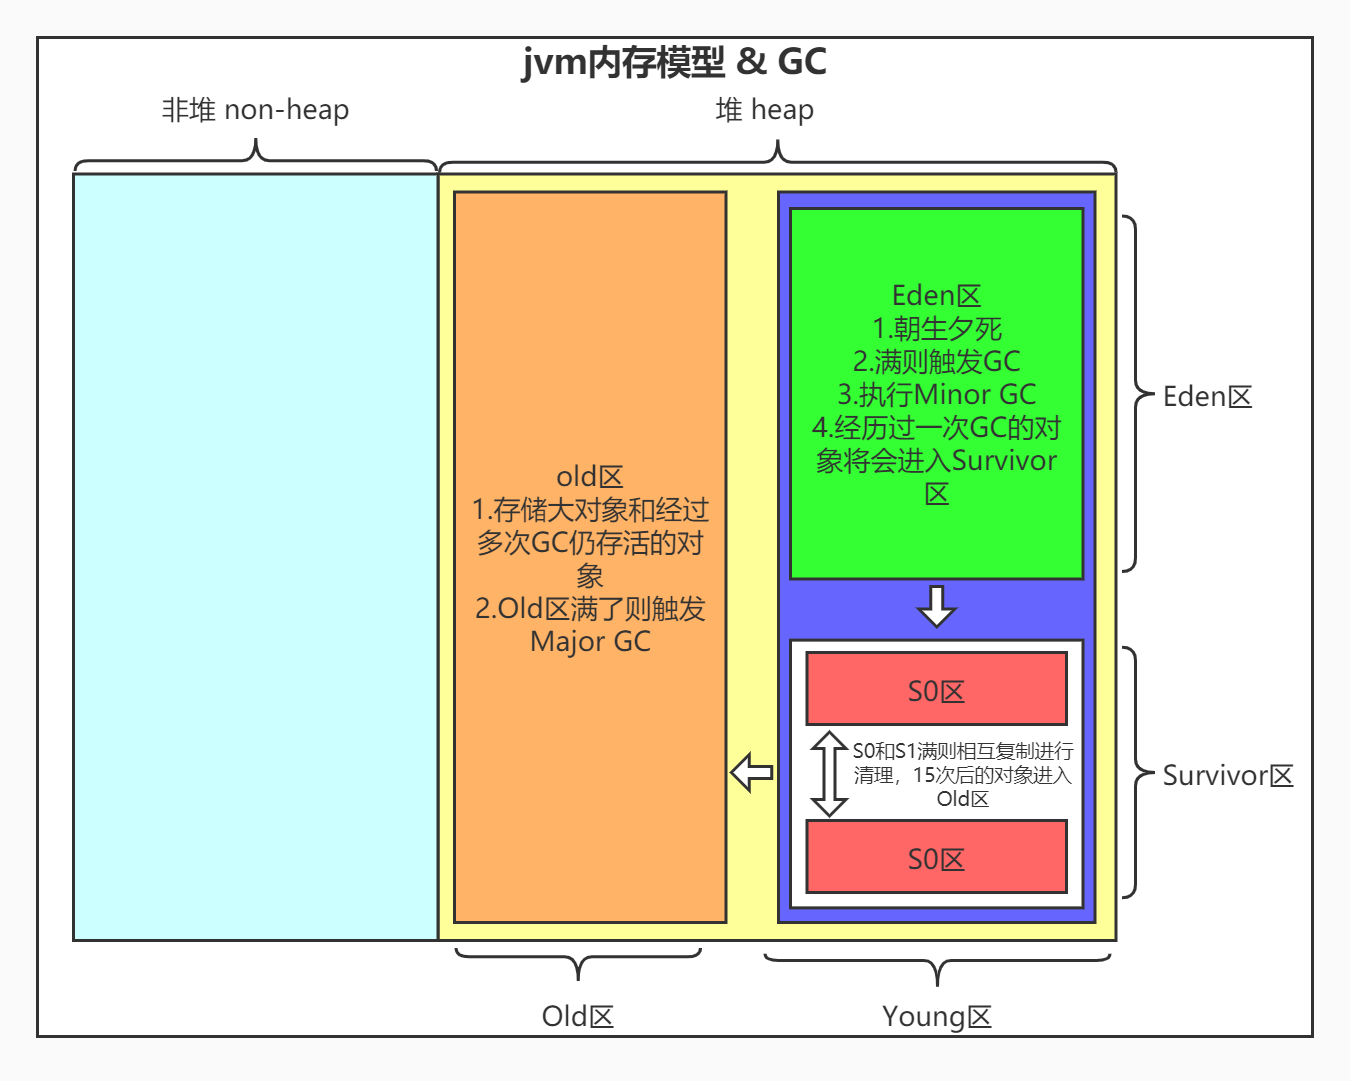 jvm内存模型 & GC
非堆 non-heap
堆 heap
Eden区
1.朝生夕死
2.满则触发GC
3.执行Minor GC
4.经历过一次GC的对
象将会进入Survivor
区
Eden区
old区
1.存储大对象和经过
多次GC仍存活的对
象
2.Old区满了则触发
Major GC
S0区
S0和S1满则相互复制进行
清理，15次后的对象进入
Old区
S0区
Survivor区
Old区
Young区